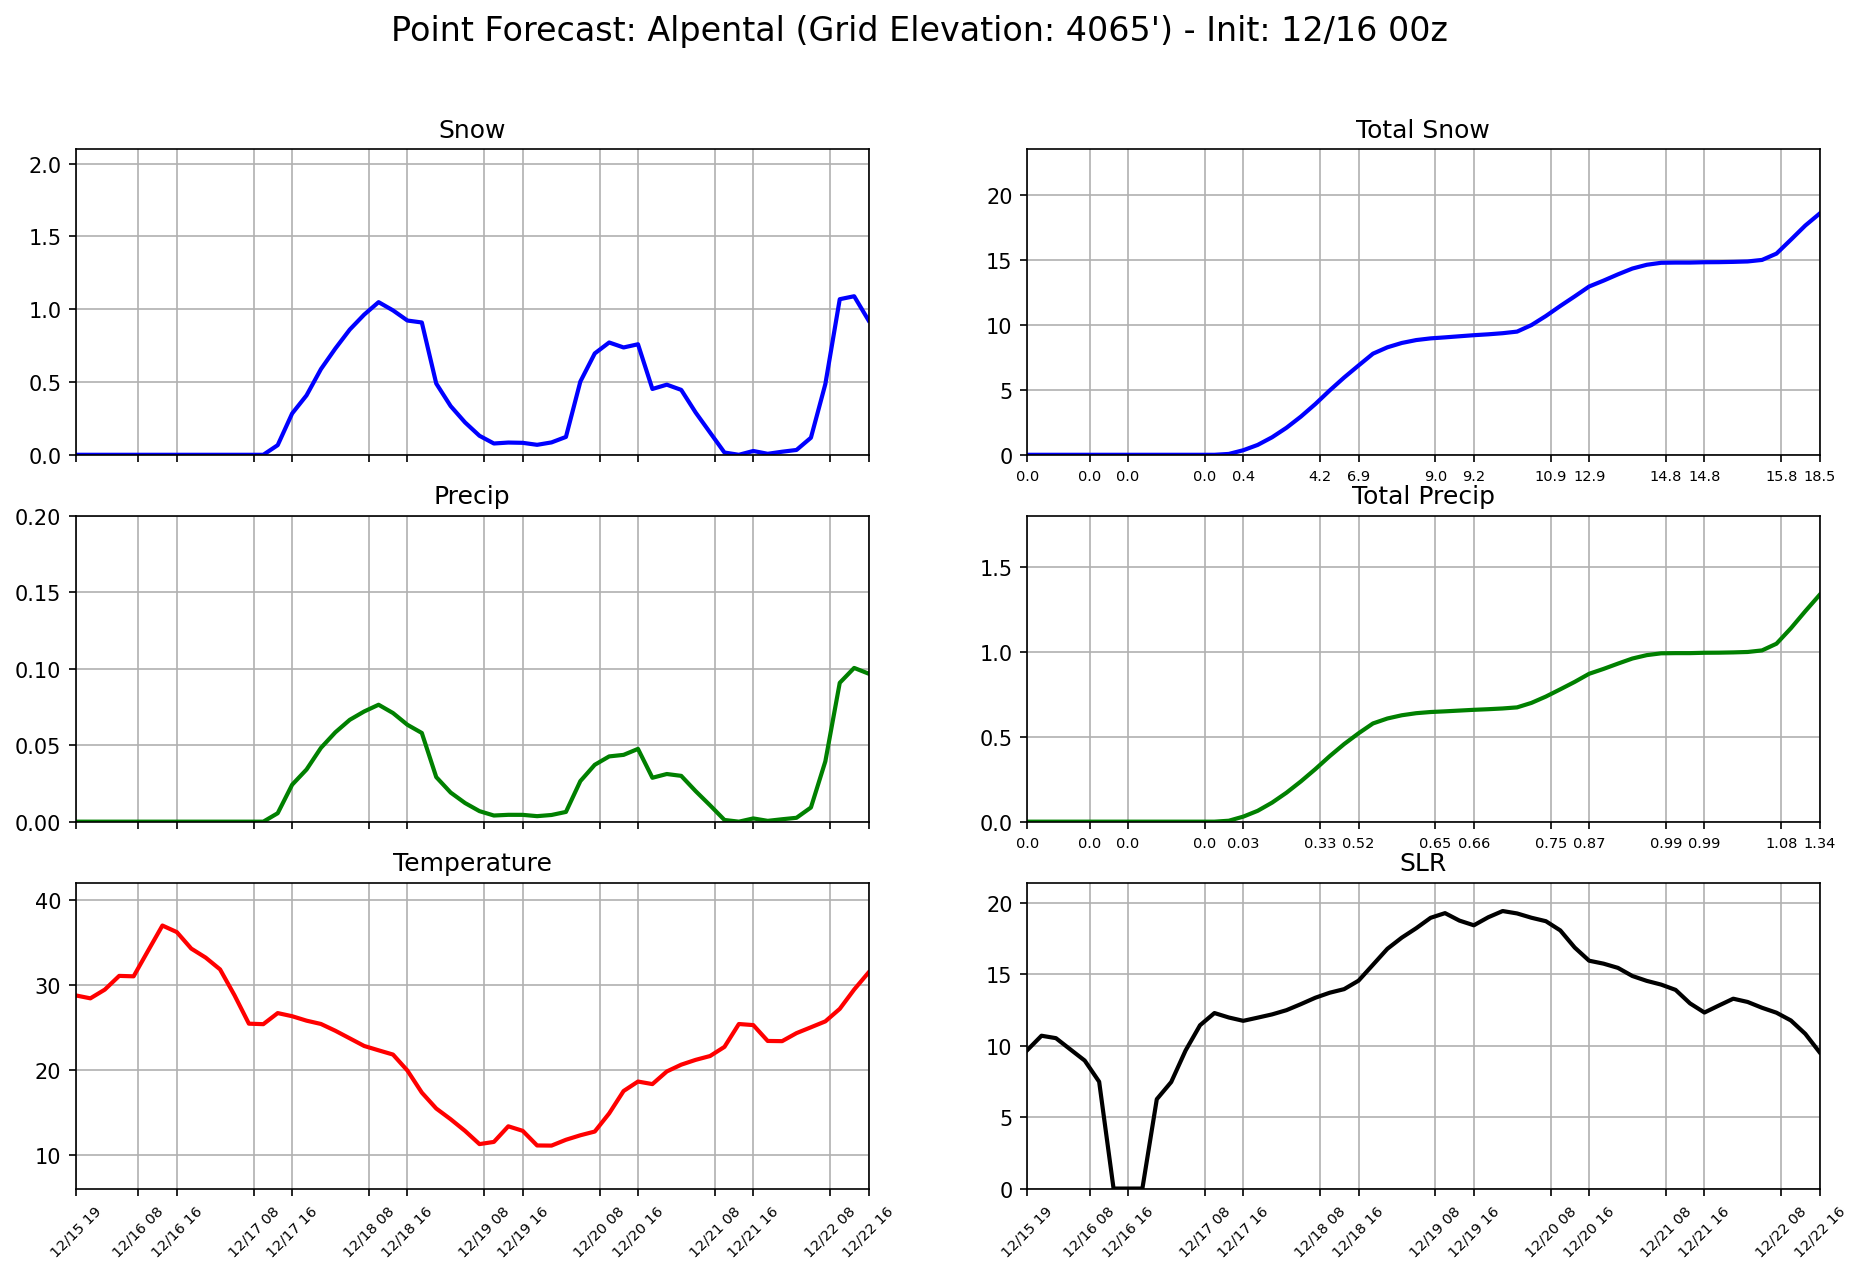 Point Forecast: Alpental (Grid Elevation: 4065') - Init: 12/16 00z
Snow
2.0
1.5
1.0
0.5
0.0
Total Snow
20
15
10
5
0
0.0 0.0 0.0 0.0 0.4 4.2 6.9 9.0 9.2 10.9 12.9 14.8 14.8 15.8 18.5
Precip
0.20
0.15
0.10
0.05
0.00
Total Precip
1.5
1.0
0.5
0.0
0.0 0.0 0.0 0.0 0.03 0.33 0.52 0.65 0.66 0.75 0.87 0.99 0.99 1.08 1.34
Temperature
40
30
20
10
12/15 19 12/16 08 12/16 16 12/17 08 12/17 16 12/18 08 12/18 16 12/19 08 12/19 16 12/20 08 12/20 16 12/21 08 12/21 16 12/22 08 12/22 16
SLR
20
15
10
5
0
12/15 19 12/16 08 12/16 16 12/17 08 12/17 16 12/18 08 12/18 16 12/19 08 12/19 16 12/20 08 12/20 16 12/21 08 12/21 16 12/22 08 12/22 16